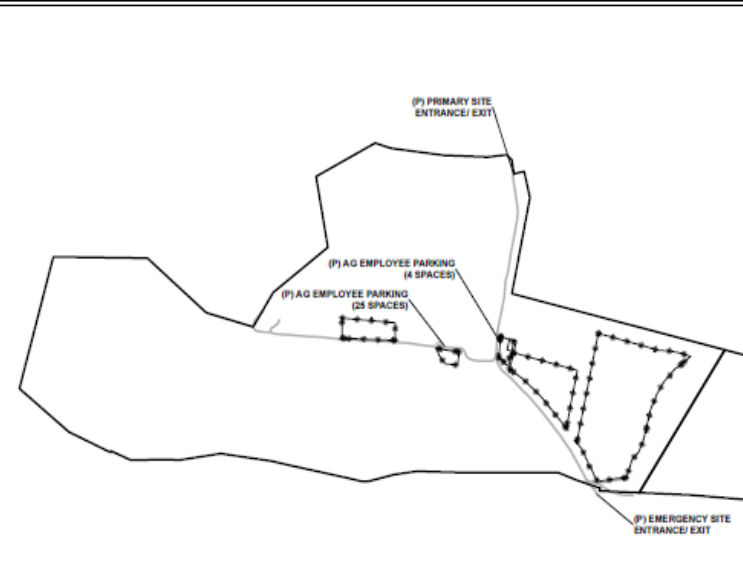 (P) PRIMARY SITE
ENTRANCE/ EXIT
(P) AG EMPLOYEE PARKING
(4 SPACES)
(P) AG EMPLOYEE PARKING
(25 SPACES)
(P) EMERGENCY SITE
ENTRANCE/ EXIT